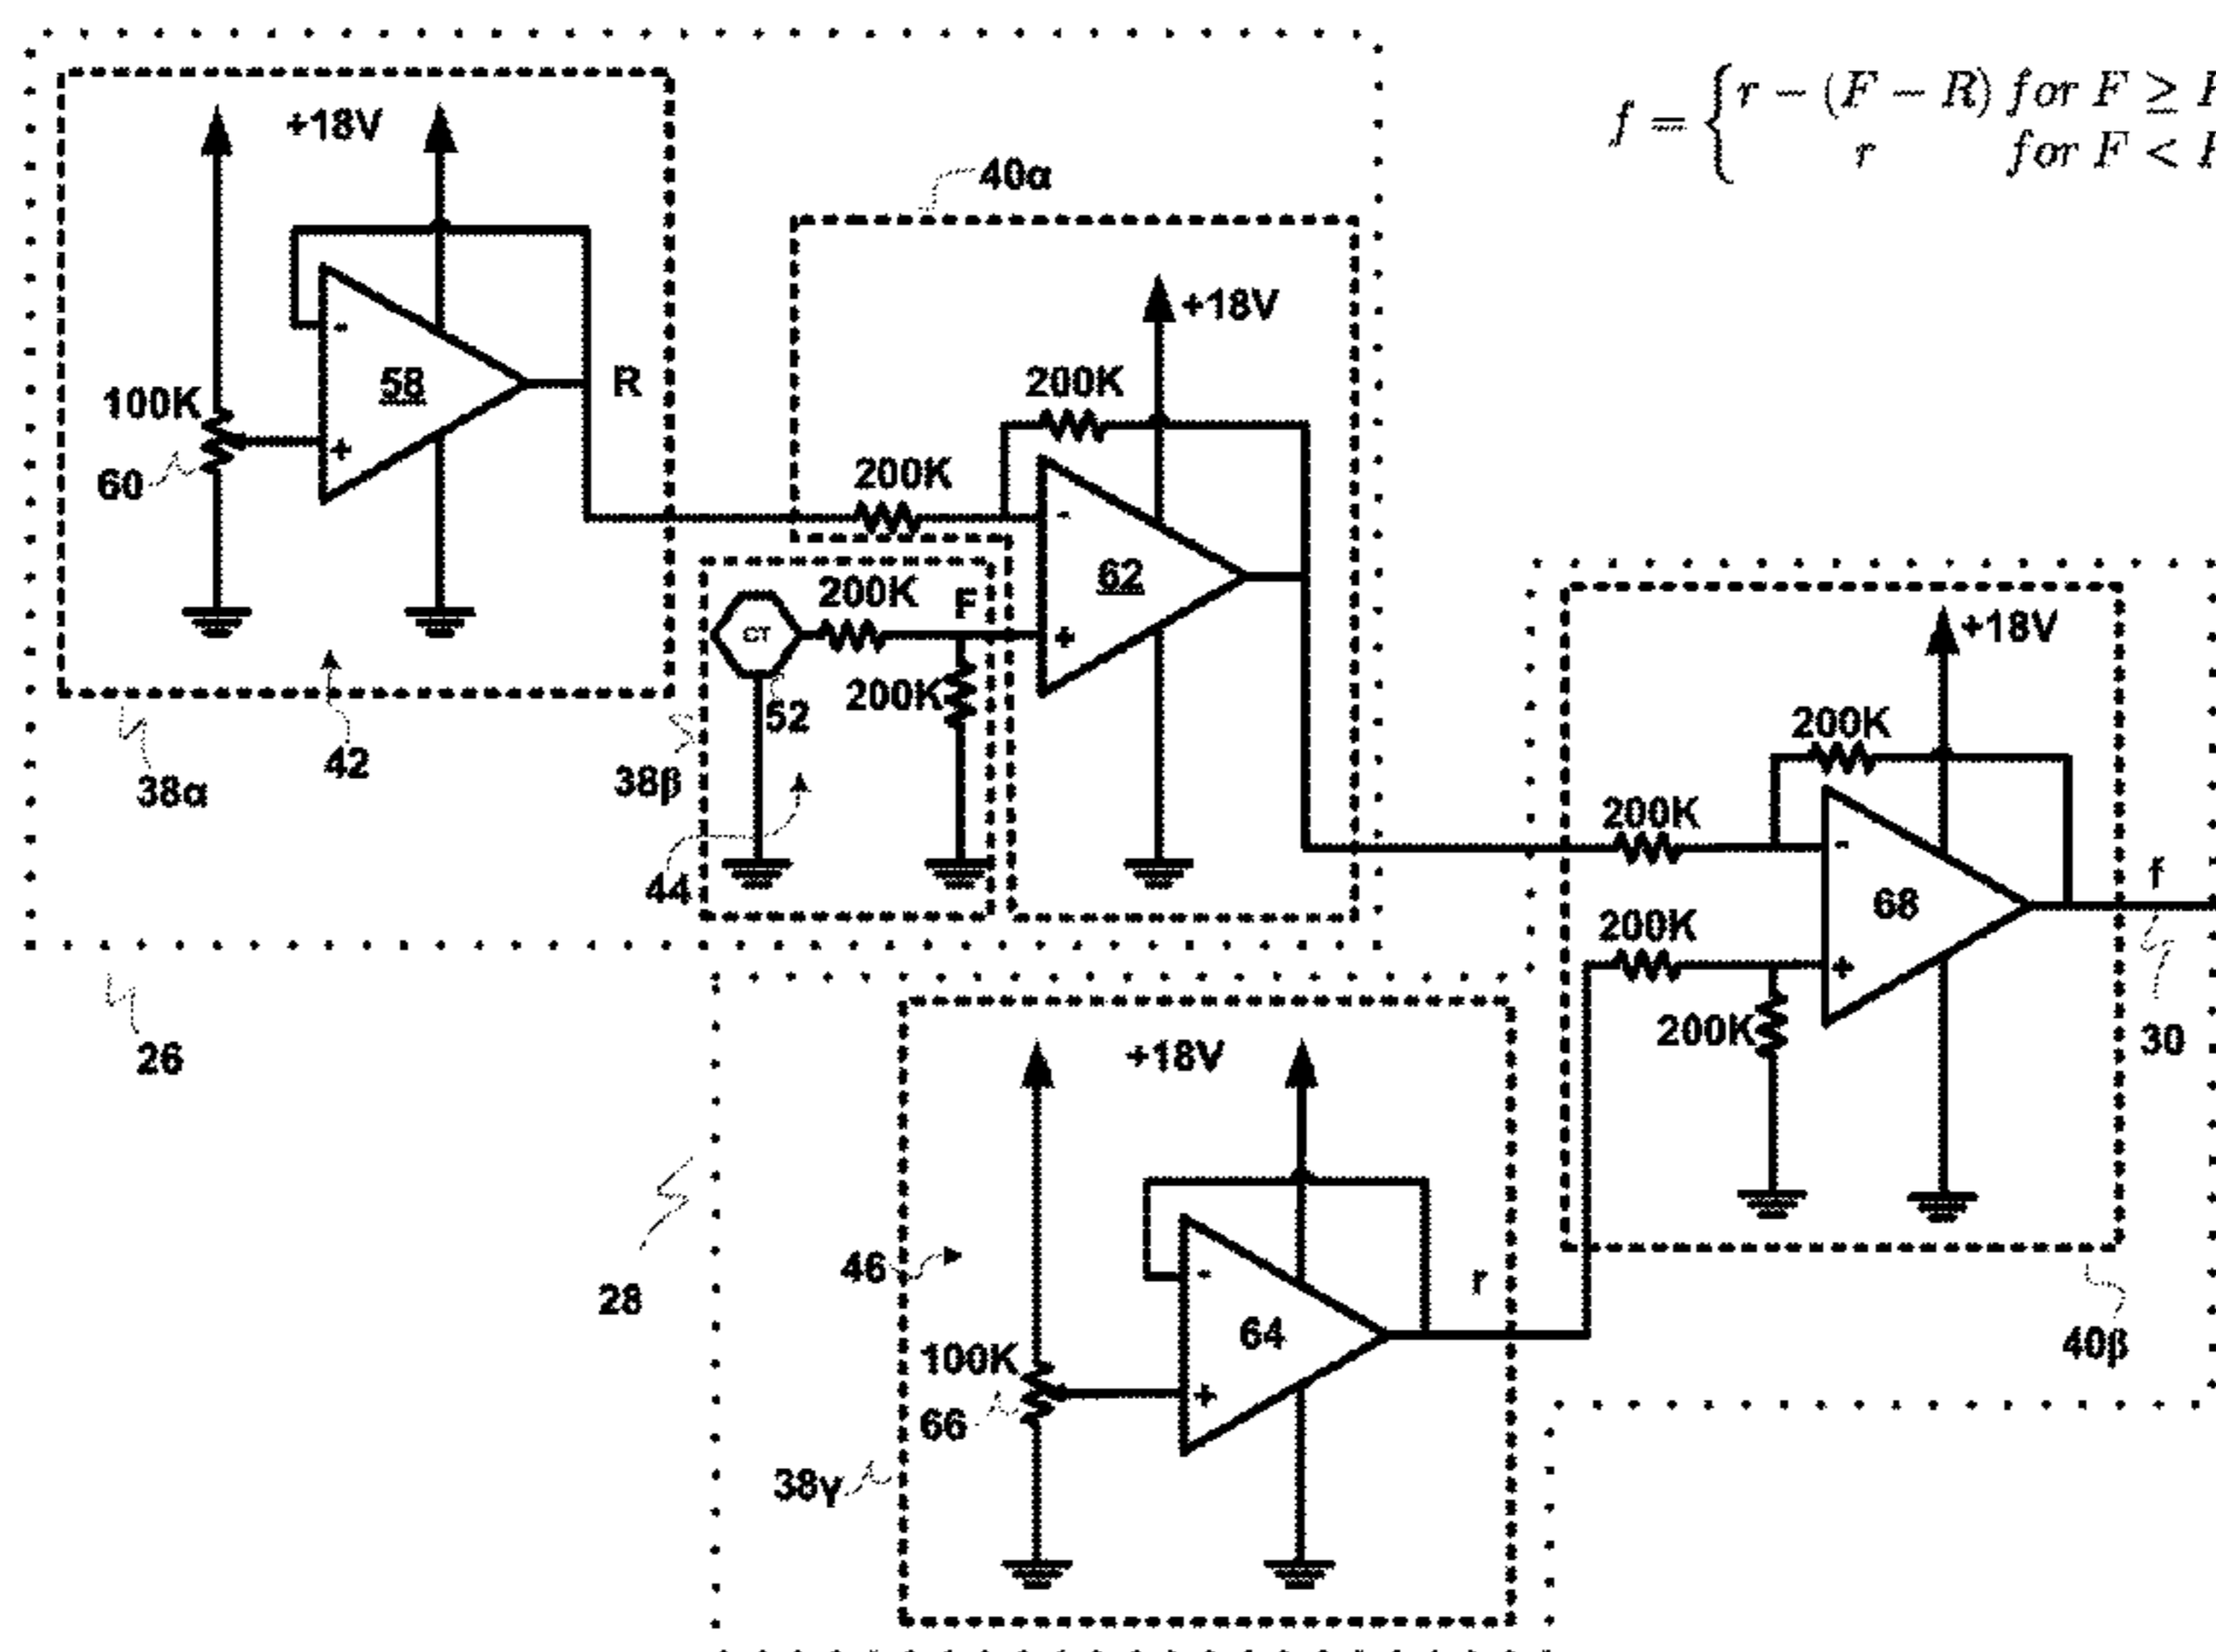 f = { r − (F − R) for F ≥
r for F <
+18V
40α
+18V
58
R
100K
60
200K
200K
62
CT
200K
F
200K
52
38α
42
38β
44
+18V
200K
200K
68
f
200K
200K
30
26
28
+18V
46
r
64
100K
66
38γ
40β